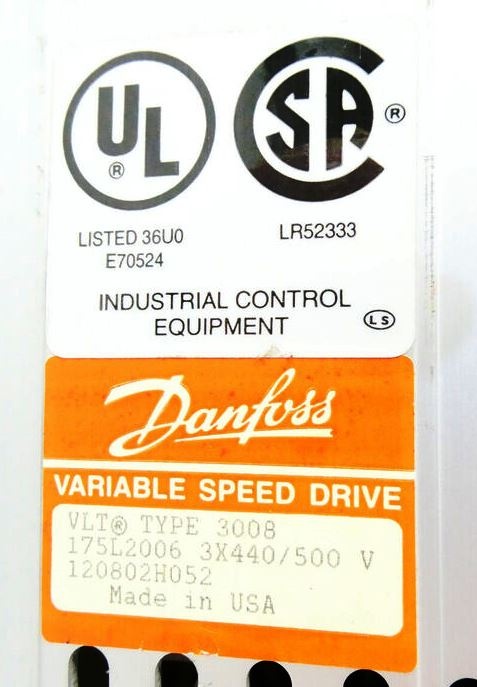 UL
®
SA
®
LISTED 36U0
E70524
LR52333
INDUSTRIAL CONTROL
EQUIPMENT
LS
Danfoss
VARIABLE SPEED DRIVE
VLT® TYPE 3008
175L2006 3X440/500 V
120802H052
Made in USA